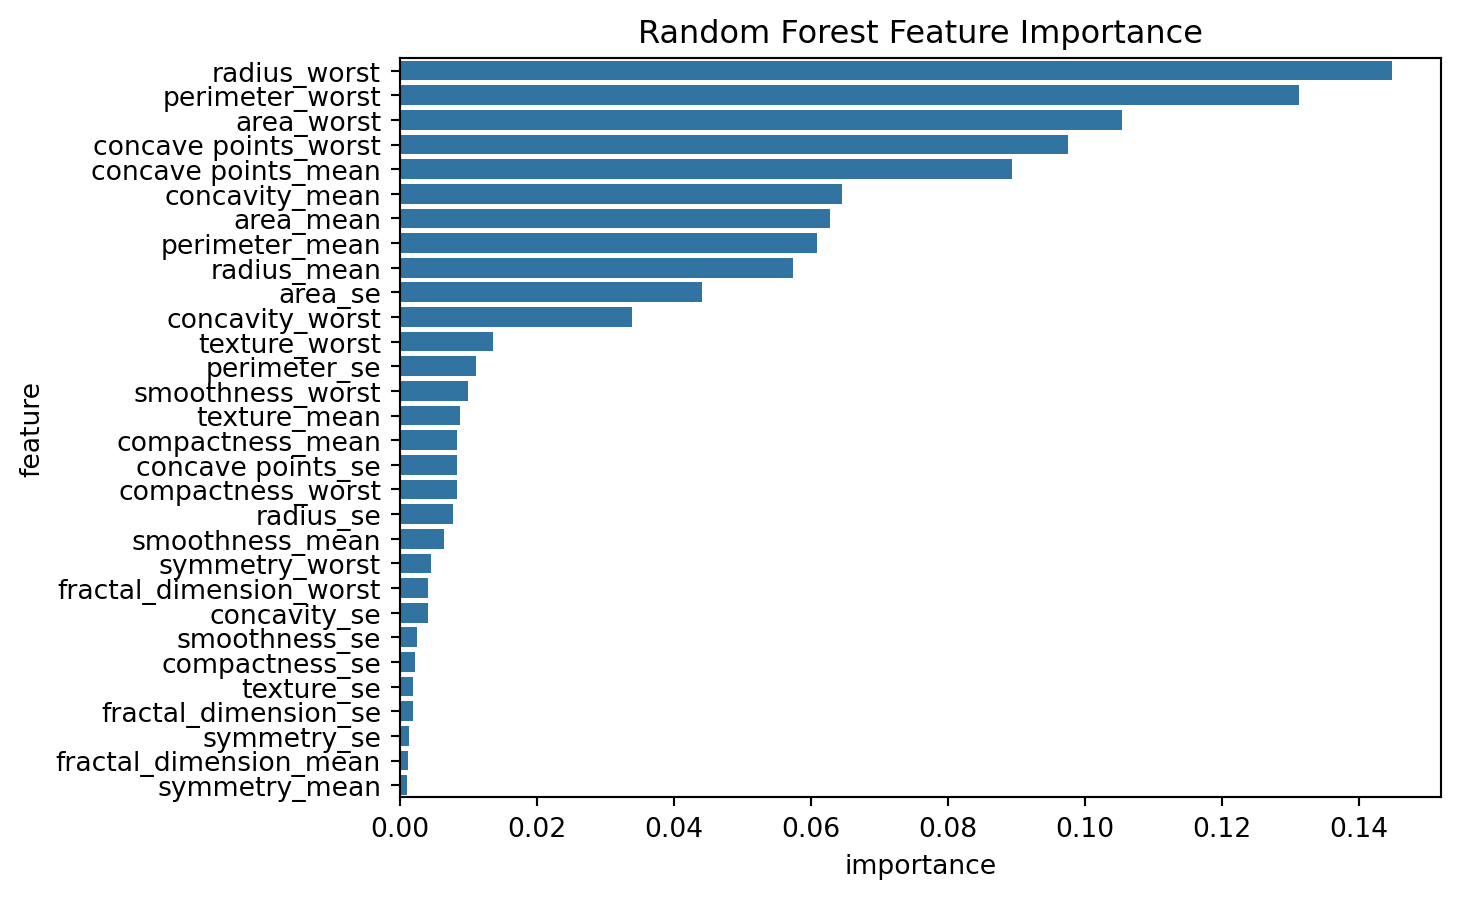 Random Forest Feature Importance
radius_worst
perimeter_worst
area_worst
concave points_worst
concave points_mean
concavity_mean
area_mean
perimeter_mean
radius_mean
area_se
concavity_worst
texture_worst
perimeter_se
smoothness_worst
texture_mean
compactness_mean
concave points_se
compactness_worst
radius_se
smoothness_mean
symmetry_worst
fractal_dimension_worst
concavity_se
smoothness_se
compactness_se
texture_se
fractal_dimension_se
symmetry_se
fractal_dimension_mean
symmetry_mean
feature
0.00 0.02 0.04 0.06 0.08 0.10 0.12 0.14
importance